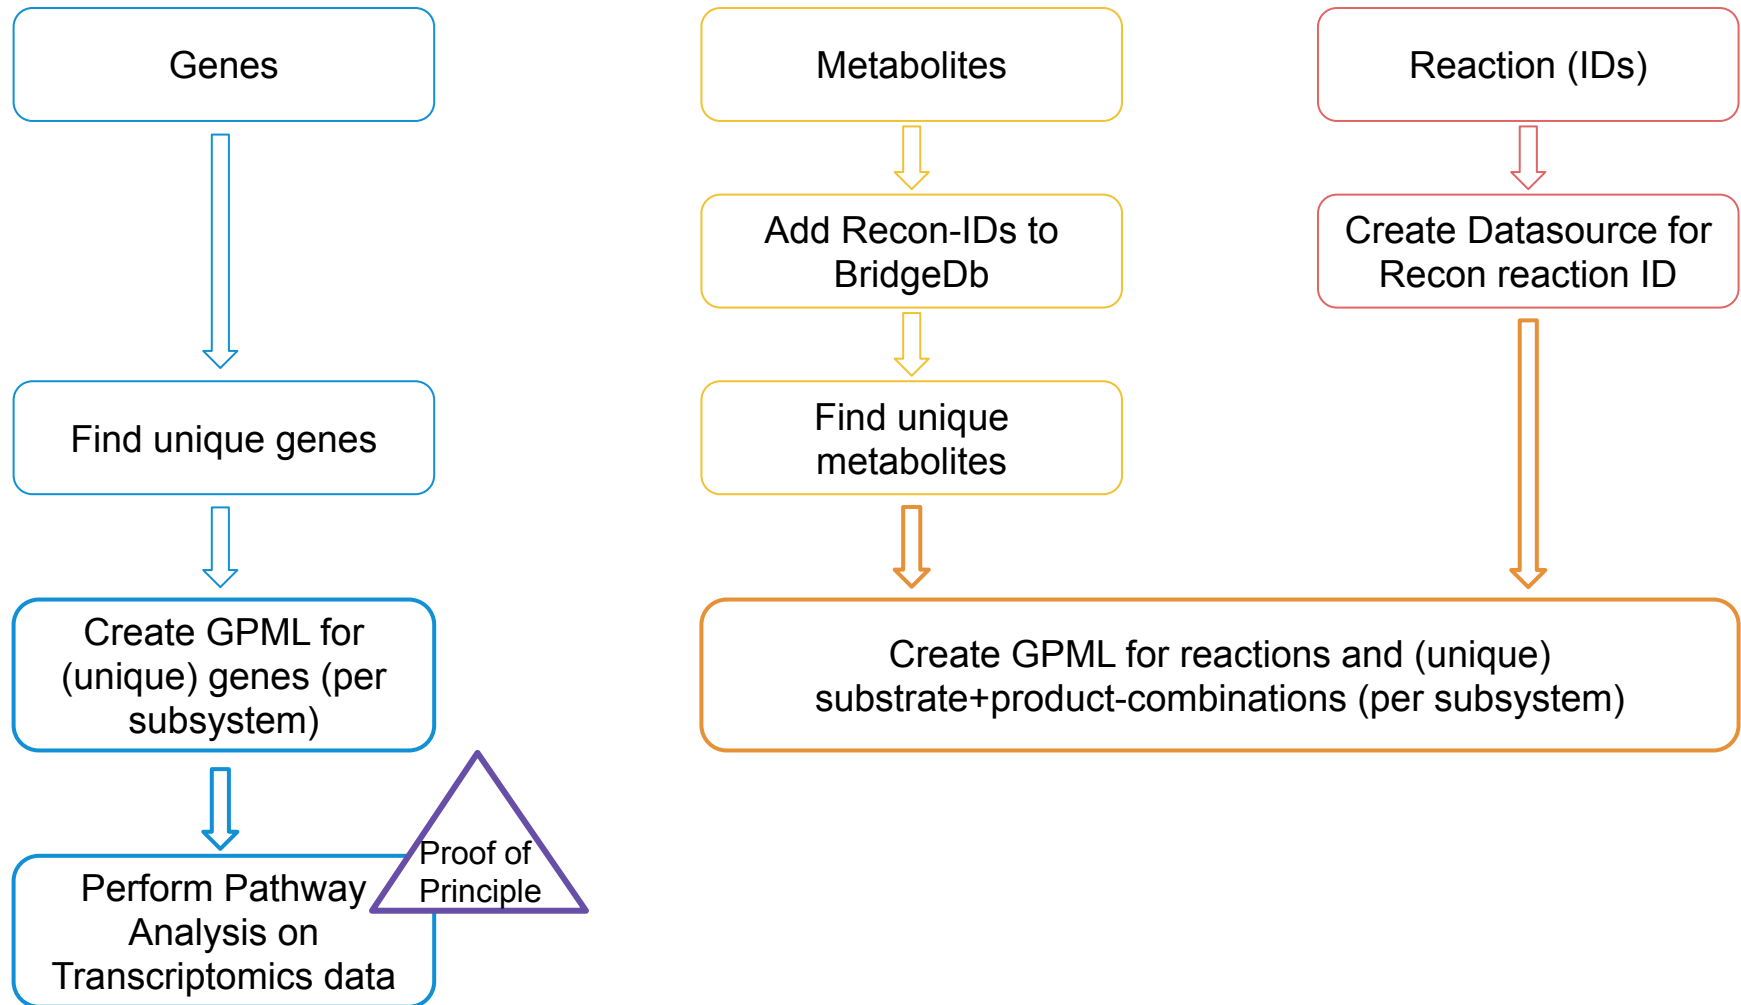 Genes
Metabolites
Reaction (IDs)
Add Recon-IDs to
BridgeDb
Create Datasource for
Recon reaction ID
Find unique genes
Find unique
metabolites
Create GPML for
(unique) genes (per
subsystem)
Create GPML for reactions and (unique)
substrate+product-combinations (per subsystem)
Proof of
Principle
Perform Pathway
Analysis on
Transcriptomics data